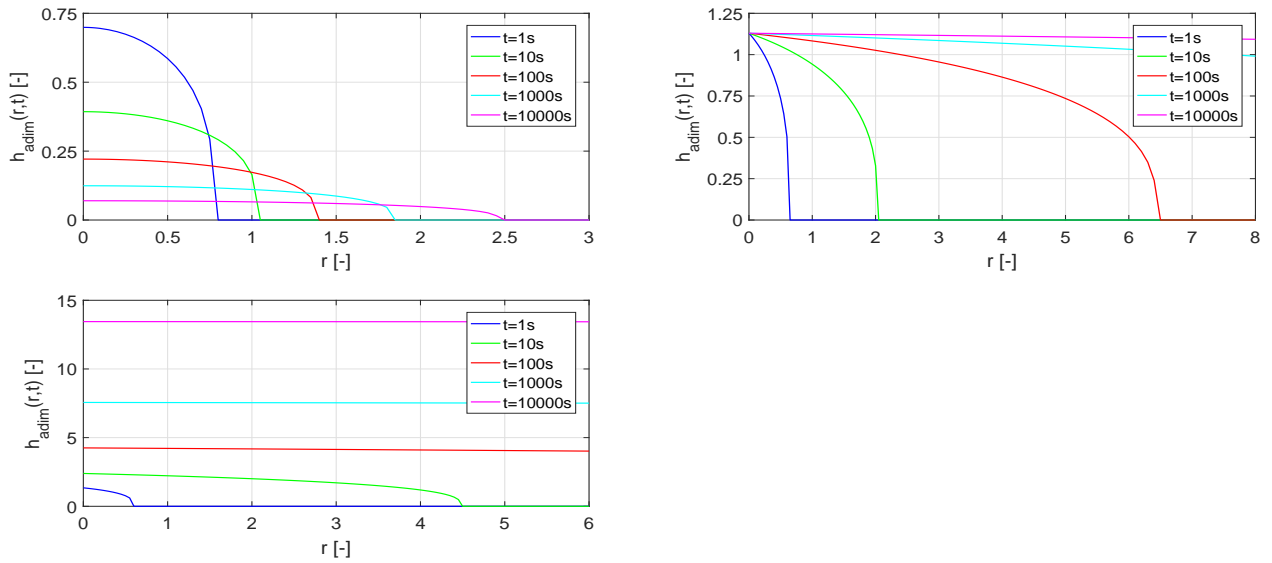 0.75
0.5
0.25
0
h_adim(r,t) [-]
0 0.5 1 1.5 2 2.5 3
r [-]
t=1s
t=10s
t=100s
t=1000s
t=10000s
1.25
1
0.75
0.5
0.25
0
h_adim(r,t) [-]
0 1 2 3 4 5 6 7 8
r [-]
t=1s
t=10s
t=100s
t=1000s
t=10000s
15
10
5
0
h_adim(r,t) [-]
0 1 2 3 4 5 6
r [-]
t=1s
t=10s
t=100s
t=1000s
t=10000s